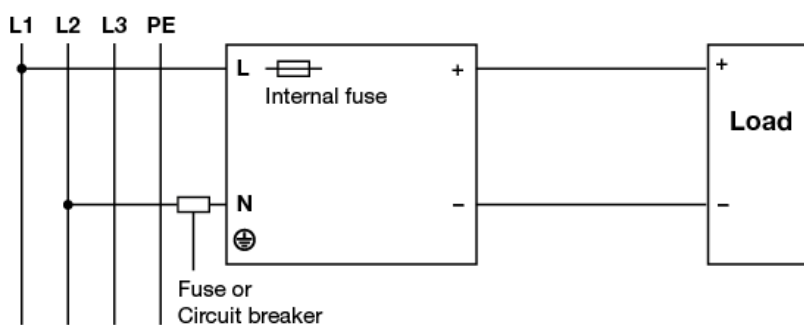 L1 L2 L3 PE
L
+
+
Internal fuse
Load
N
−
−
Fuse or
Circuit breaker